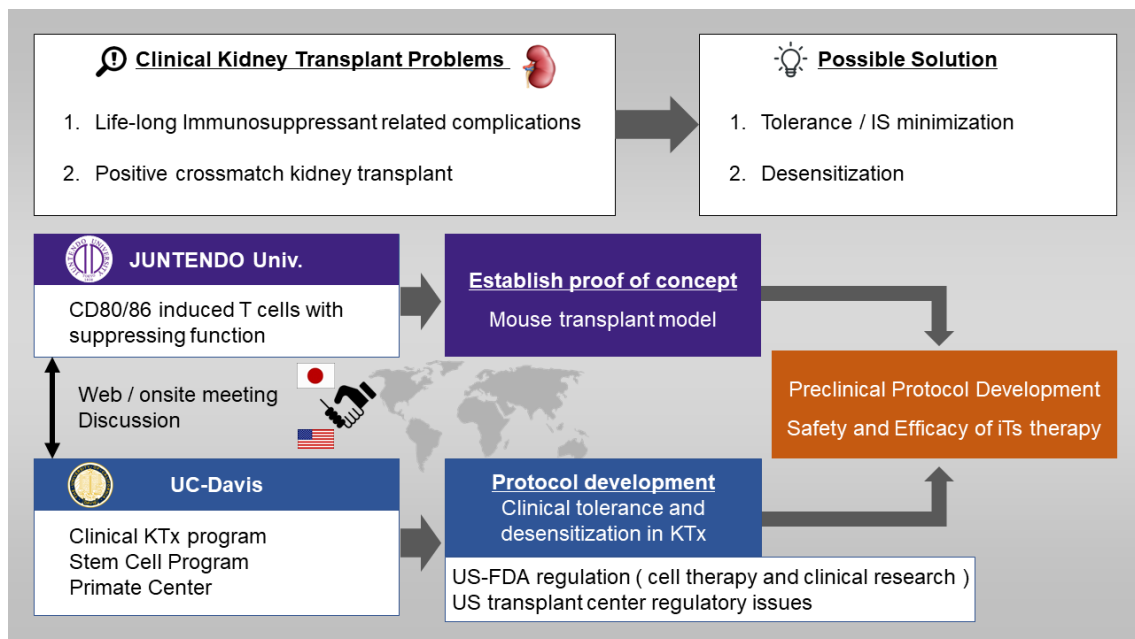 Clinical Kidney Transplant Problems
1. Life-long Immunosuppressant related complications
2. Positive crossmatch kidney transplant
Possible Solution
1. Tolerance / IS minimization
2. Desensitization
JUNTENDO UNIVERSITY
JUNTENDO Univ.
CD80/86 induced T cells with
suppressing function
Establish proof of concept
Mouse transplant model
Web / onsite meeting
Discussion
Preclinical Protocol Development
Safety and Efficacy of iTs therapy
UC-Davis
Clinical KTx program
Stem Cell Program
Primate Center
Protocol development
Clinical tolerance and
desensitization in KTx
US-FDA regulation ( cell therapy and clinical research )
US transplant center regulatory issues